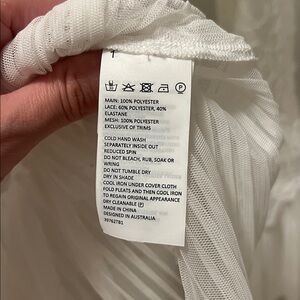 MAIN: 100% POLYESTER
LACE: 60% POLYESTER, 40%
ELASTANE
MESH: 100% POLYESTER
EXCLUSIVE OF TRIMS
COLD HAND WASH
SEPARATELY INSIDE OUT
REDUCED SPIN
DO NOT BLEACH, RUB, SOAK OR
WRING
DO NOT TUMBLE DRY
DRY IN SHADE
COOL IRON UNDER COVER CLOTH
FOLD PLEATS AND THEN COOL IRON
TO REGAIN ORIGINAL APPEARANCE
DRY CLEANABLE (P)
MADE IN CHINA
DESIGNED IN AUSTRALIA